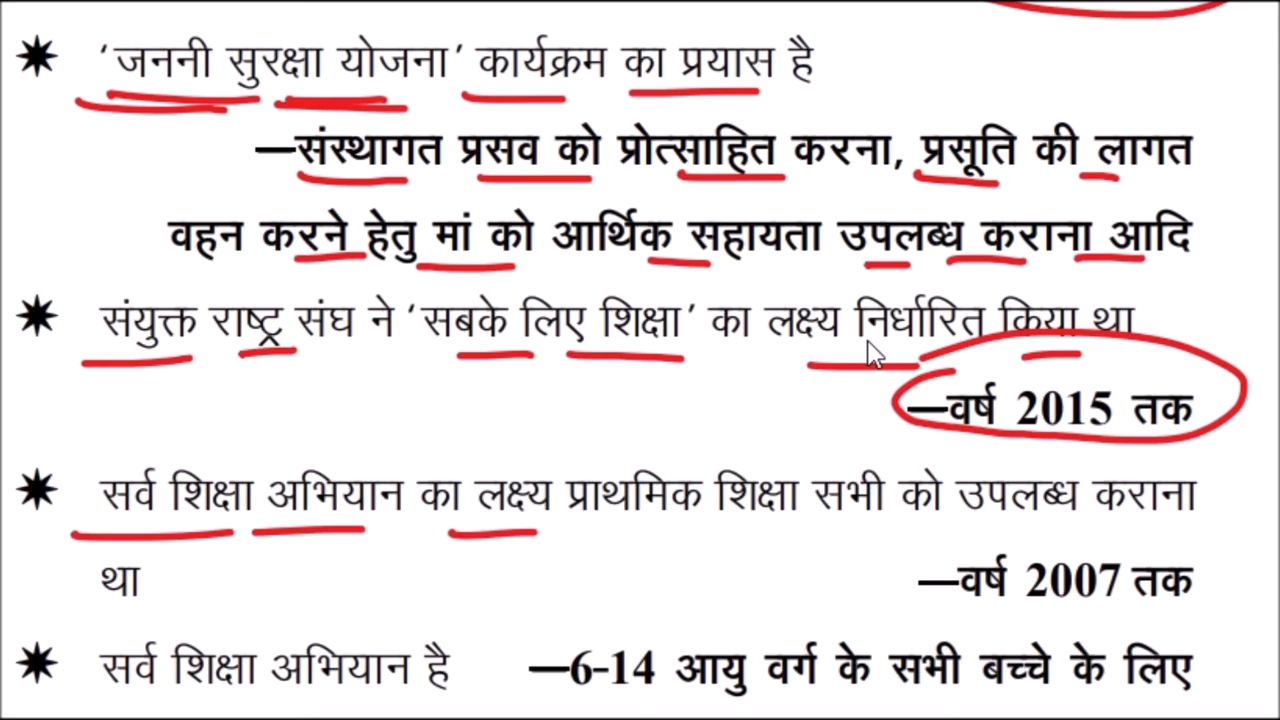 ✷ ‘जननी सुरक्षा योजना’ कार्यक्रम का प्रयास है
—संस्थागत प्रसव को प्रोत्साहित करना, प्रसूति की लागत
वहन करने हेतु मां को आर्थिक सहायता उपलब्ध कराना आदि
✷ संयुक्त राष्ट्र संघ ने ‘सबके लिए शिक्षा’ का लक्ष्य निर्धारित किया था
—वर्ष 2015 तक
✷ सर्व शिक्षा अभियान का लक्ष्य प्राथमिक शिक्षा सभी को उपलब्ध कराना
था —वर्ष 2007 तक
✷ सर्व शिक्षा अभियान है —6-14 आयु वर्ग के सभी बच्चे के लिए